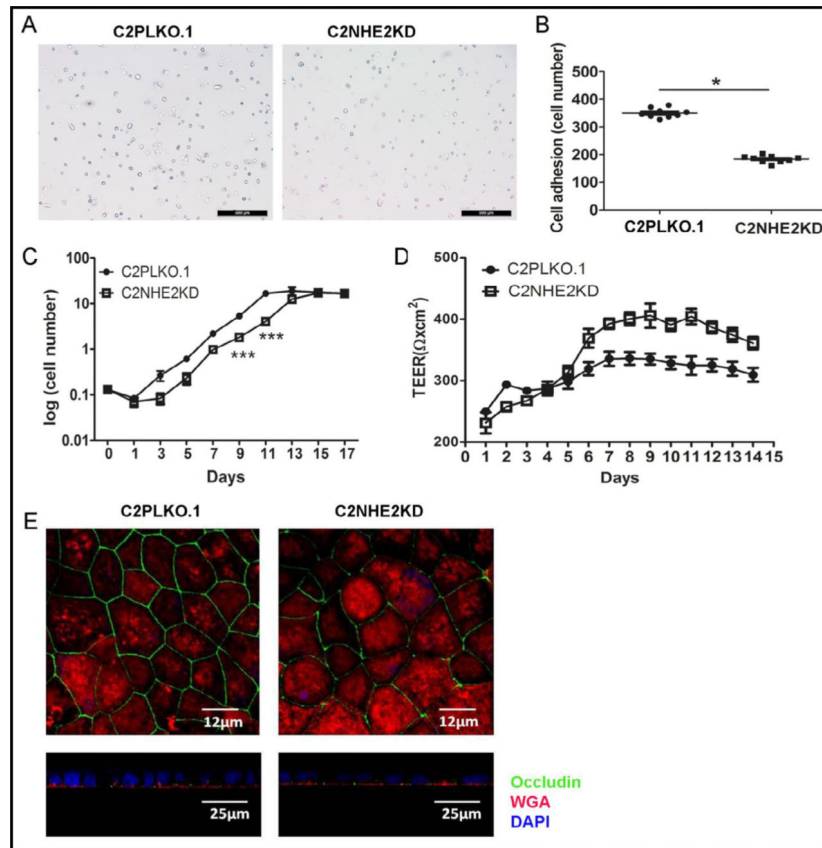 A
C2PLKO.1
C2NHE2KD
B
Cell adhesion (cell number)
500
400
300
200
100
0
*
C2PLKO.1
C2NHE2KD
C
log (cell number)
100
10
1
0.1
0.01
C2PLKO.1
C2NHE2KD
***
***
0 1 3 5 7 9 11 13 15 17
Days
D
TEER(Ωxcm²)
400
300
200
C2PLKO.1
C2NHE2KD
0 1 2 3 4 5 6 7 8 9 10 11 12 13 14 15
Days
E
C2PLKO.1
C2NHE2KD
12µm
12µm
25µm
25µm
Occludin
WGA
DAPI